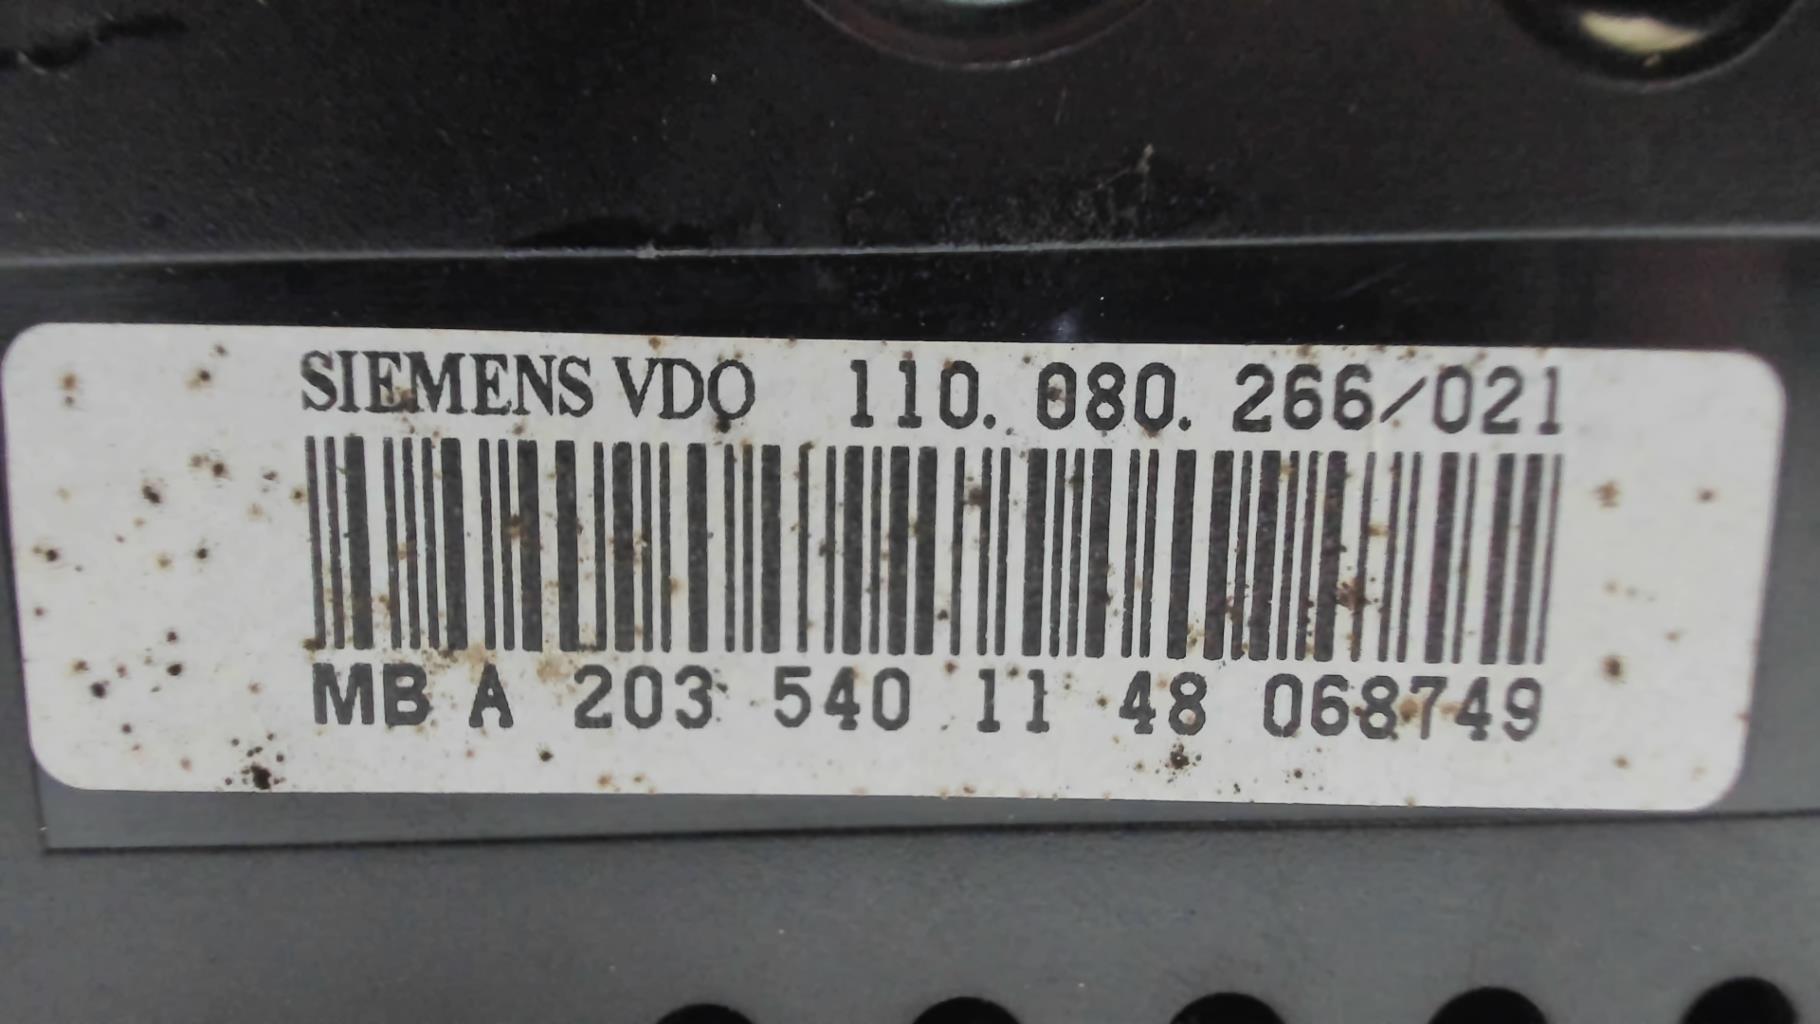 SIEMENS VDO 110.080.266/021
MB A 203 540 11 48 068749